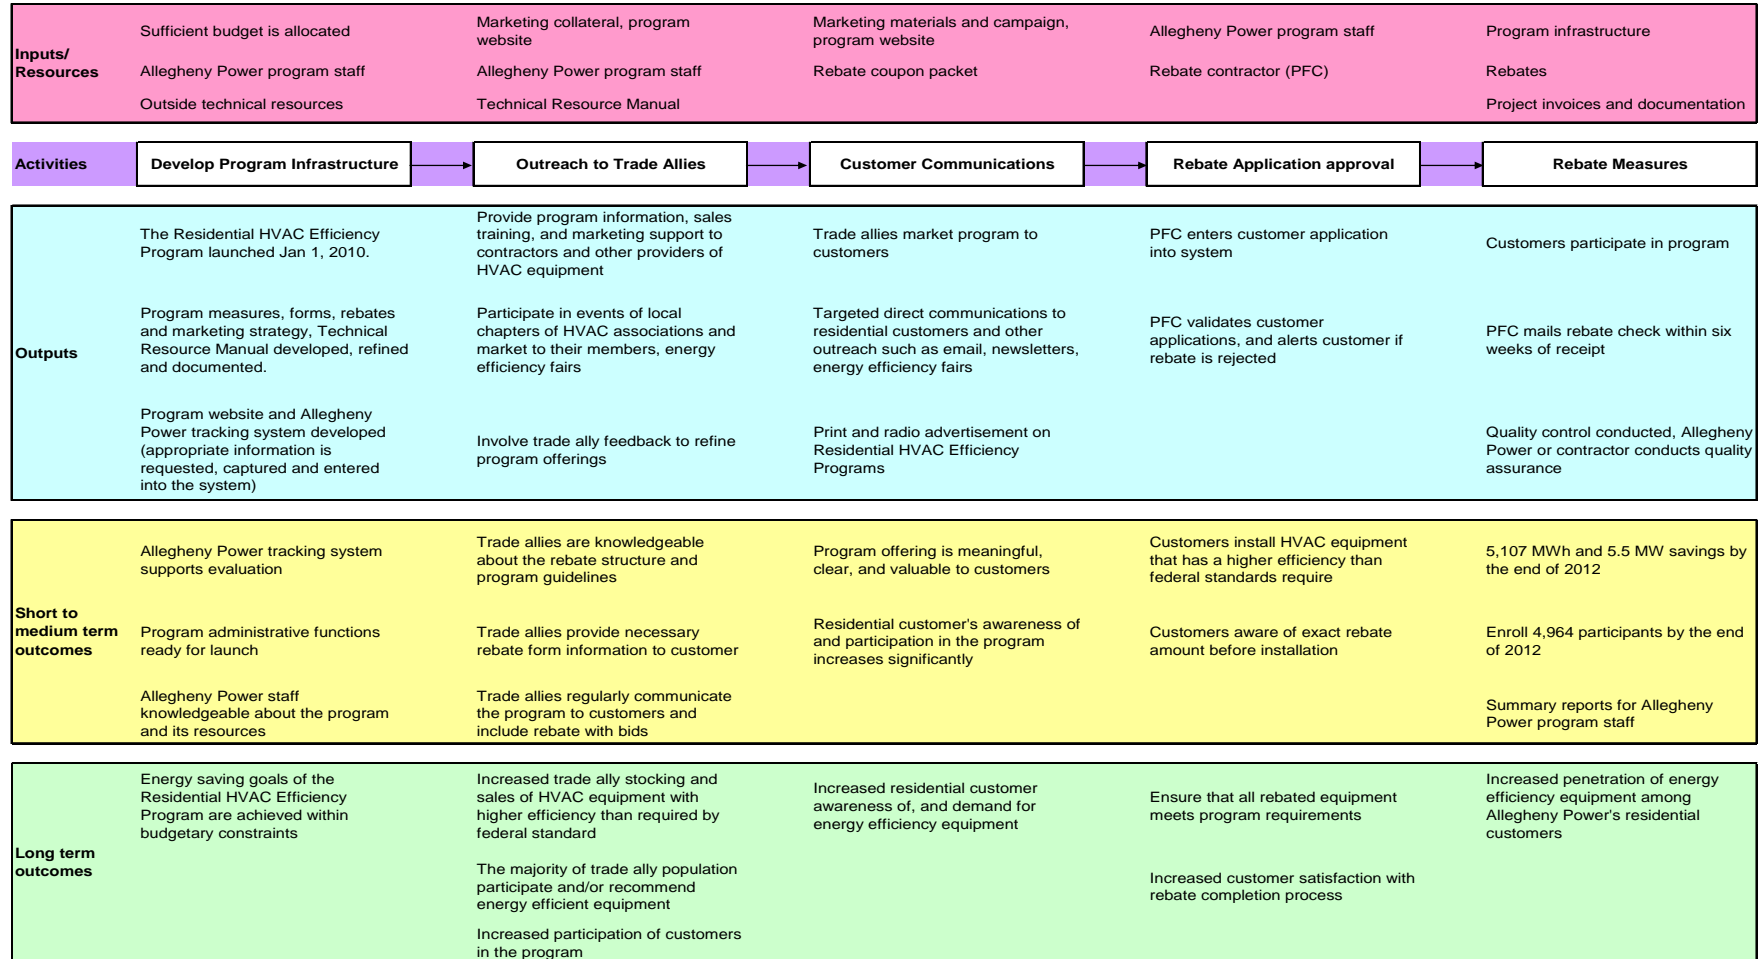 Inputs/
Resources
Sufficient budget is allocated
Allegheny Power program staff
Outside technical resources
Marketing collateral, program
website
Allegheny Power program staff
Technical Resource Manual
Marketing materials and campaign,
program website
Rebate coupon packet
Allegheny Power program staff
Rebate contractor (PFC)
Program infrastructure
Rebates
Project invoices and documentation
Activities
Develop Program Infrastructure
Outreach to Trade Allies
Customer Communications
Rebate Application approval
Rebate Measures
Outputs
The Residential HVAC Efficiency
Program launched Jan 1, 2010.
Program measures, forms, rebates
and marketing strategy, Technical
Resource Manual developed, refined
and documented.
Program website and Allegheny
Power tracking system developed
(appropriate information is
requested, captured and entered
into the system)
Provide program information, sales
training, and marketing support to
contractors and other providers of
HVAC equipment
Participate in events of local
chapters of HVAC associations and
market to their members, energy
efficiency fairs
Involve trade ally feedback to refine
program offerings
Trade allies market program to
customers
Targeted direct communications to
residential customers and other
outreach such as email, newsletters,
energy efficiency fairs
Print and radio advertisement on
Residential HVAC Efficiency
Programs
PFC enters customer application
into system
PFC validates customer
applications, and alerts customer if
rebate is rejected
Customers participate in program
PFC mails rebate check within six
weeks of receipt
Quality control conducted, Allegheny
Power or contractor conducts quality
assurance
Short to
medium term
outcomes
Allegheny Power tracking system
supports evaluation
Program administrative functions
ready for launch
Allegheny Power staff
knowledgeable about the program
and its resources
Trade allies are knowledgeable
about the rebate structure and
program guidelines
Trade allies provide necessary
rebate form information to customer
Trade allies regularly communicate
the program to customers and
include rebate with bids
Program offering is meaningful,
clear, and valuable to customers
Residential customer's awareness of
and participation in the program
increases significantly
Customers install HVAC equipment
that has a higher efficiency than
federal standards require
Customers aware of exact rebate
amount before installation
5,107 MWh and 5.5 MW savings by
the end of 2012
Enroll 4,964 participants by the end
of 2012
Summary reports for Allegheny
Power program staff
Long term
outcomes
Energy saving goals of the
Residential HVAC Efficiency
Program are achieved within
budgetary constraints
Increased trade ally stocking and
sales of HVAC equipment with
higher efficiency than required by
federal standard
The majority of trade ally population
participate and/or recommend
energy efficient equipment
Increased participation of customers
in the program
Increased residential customer
awareness of, and demand for
energy efficiency equipment
Ensure that all rebated equipment
meets program requirements
Increased customer satisfaction with
rebate completion process
Increased penetration of energy
efficiency equipment among
Allegheny Power's residential
customers